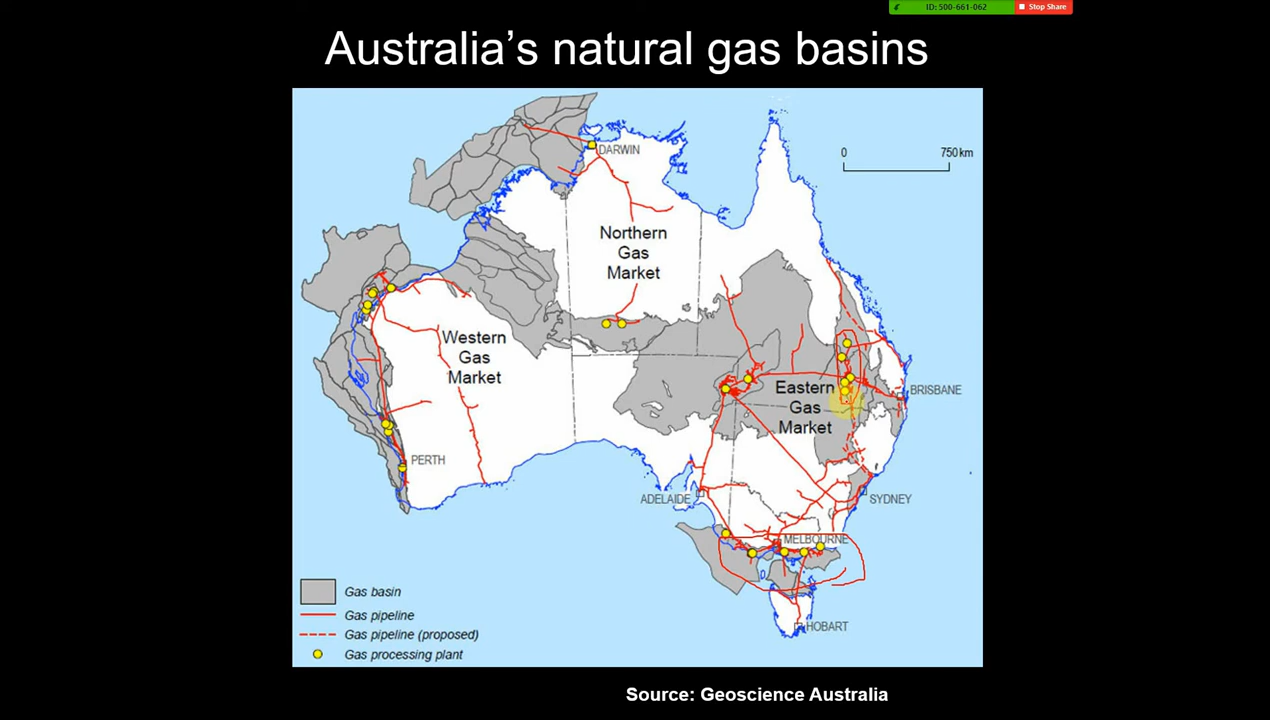 ID: 500-661-062
Stop Share
Australia’s natural gas basins
0 750 km
DARWIN
Northern
Gas
Market
Western
Gas
Market
Eastern
Gas
Market
BRISBANE
PERTH
ADELAIDE
SYDNEY
MELBOURNE
HOBART
Gas basin
Gas pipeline
Gas pipeline (proposed)
Gas processing plant
Source: Geoscience Australia